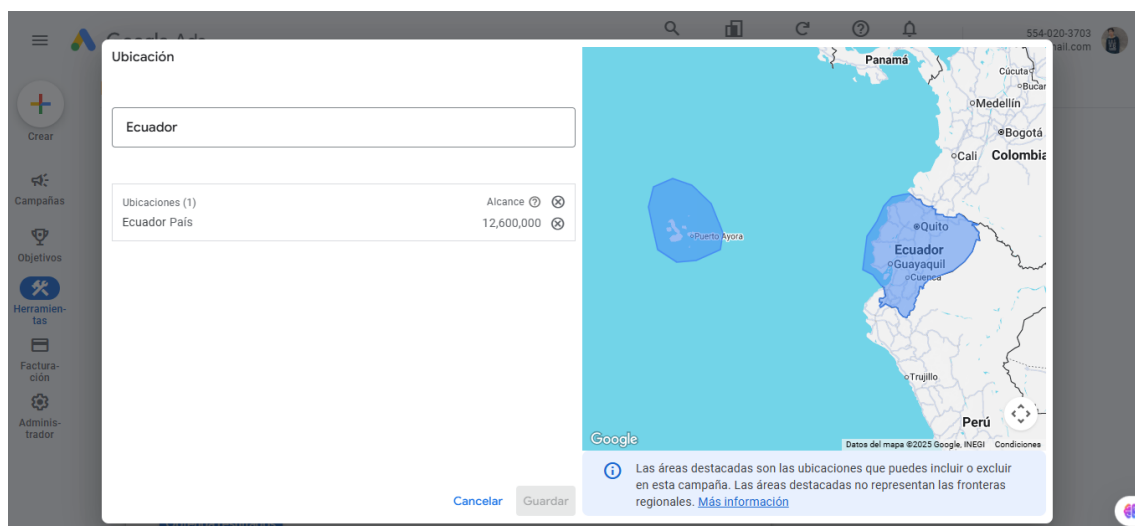 Google Ads
554-020-3703
Crear
Campañas
Objetivos
Herramien-
tas
Factura-
ción
Adminis-
trador
Ubicación
Ecuador
Ubicaciones (1)
Alcance
Ecuador País
12,600,000
Cancelar
Guardar
Panamá
Cúcuta
Medellín
Bogotá
Cali
Colombia
Puerto Ayora
Quito
Ecuador
Guayaquil
Cuenca
Trujillo
Perú
Google
Datos del mapa ©2025 Google, INEGI
Condiciones
Las áreas destacadas son las ubicaciones que puedes incluir o excluir
en esta campaña. Las áreas destacadas no representan las fronteras
regionales. Más información